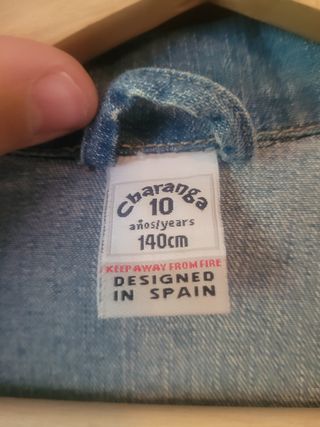 Charanga
10
años/years
140cm
KEEP AWAY FROM FIRE
DESIGNED
IN SPAIN